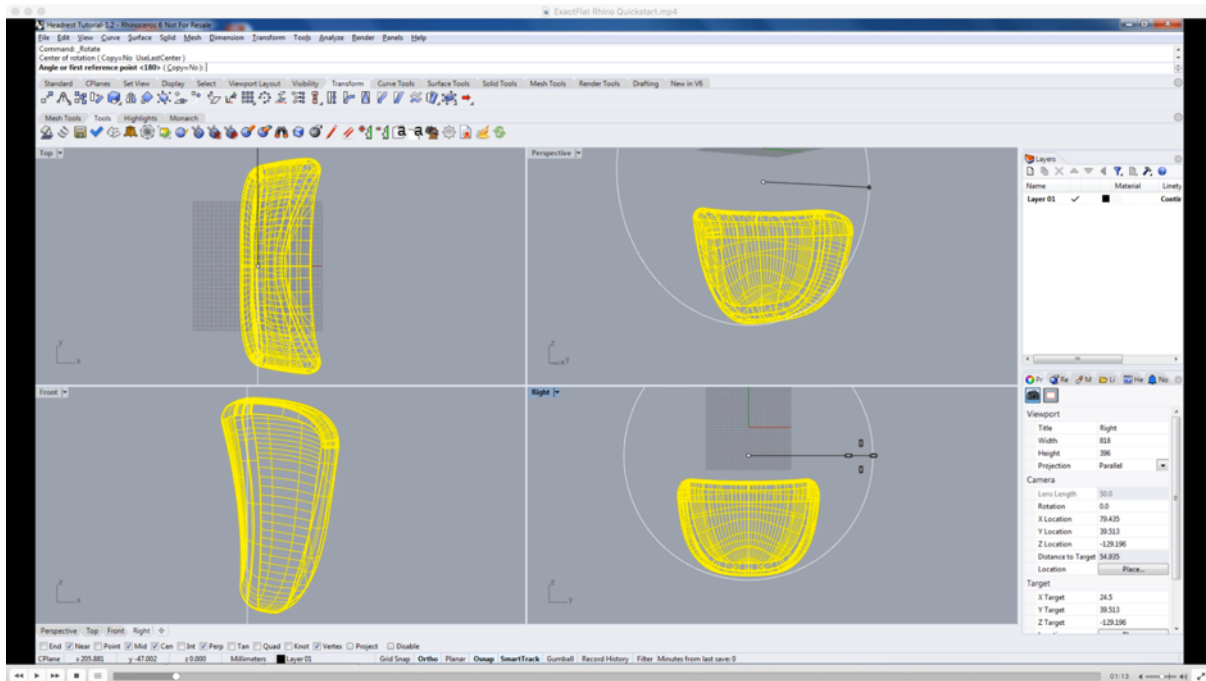 ExactFlat Rhino Quickstart.mp4
Headrest Tutorial-1.2 - Rhinoceros 6 Not For Resale
File Edit View Curve Surface Solid Mesh Dimension Transform Tools Analyze Render Panels Help
Command: _Rotate
Center of rotation ( Copy=No UseLastCenter )
Angle or first reference point <180> ( Copy=No ):
Standard CPlanes Set View Display Select Viewport Layout Visibility Transform Curve Tools Surface Tools Solid Tools Mesh Tools Render Tools Drafting New in V6
Mesh Tools Tools Highlights Monarch
Top
Perspective
Layers
Name Material Linety
Layer 01 Contin
y
x
z
x y
Front
Right
Pr Re M Li He No
Viewport
Title Right
Width 818
Height 396
Projection Parallel
Camera
Lens Length 50.0
Rotation 0.0
X Location 79.435
Y Location 39.513
Z Location -129.196
Distance to Target 54.935
Location Place...
Target
X Target 24.5
Y Target 39.513
Z Target -129.196
z
x
z
y
Perspective Top Front Right
End Near Point Mid Cen Int Perp Tan Quad Knot Vertex Project Disable
CPlane x 205.881 y -47.002 z 0.000 Millimeters Layer 01 Grid Snap Ortho Planar Osnap SmartTrack Gumball Record History Filter Minutes from last save: 0
01:13